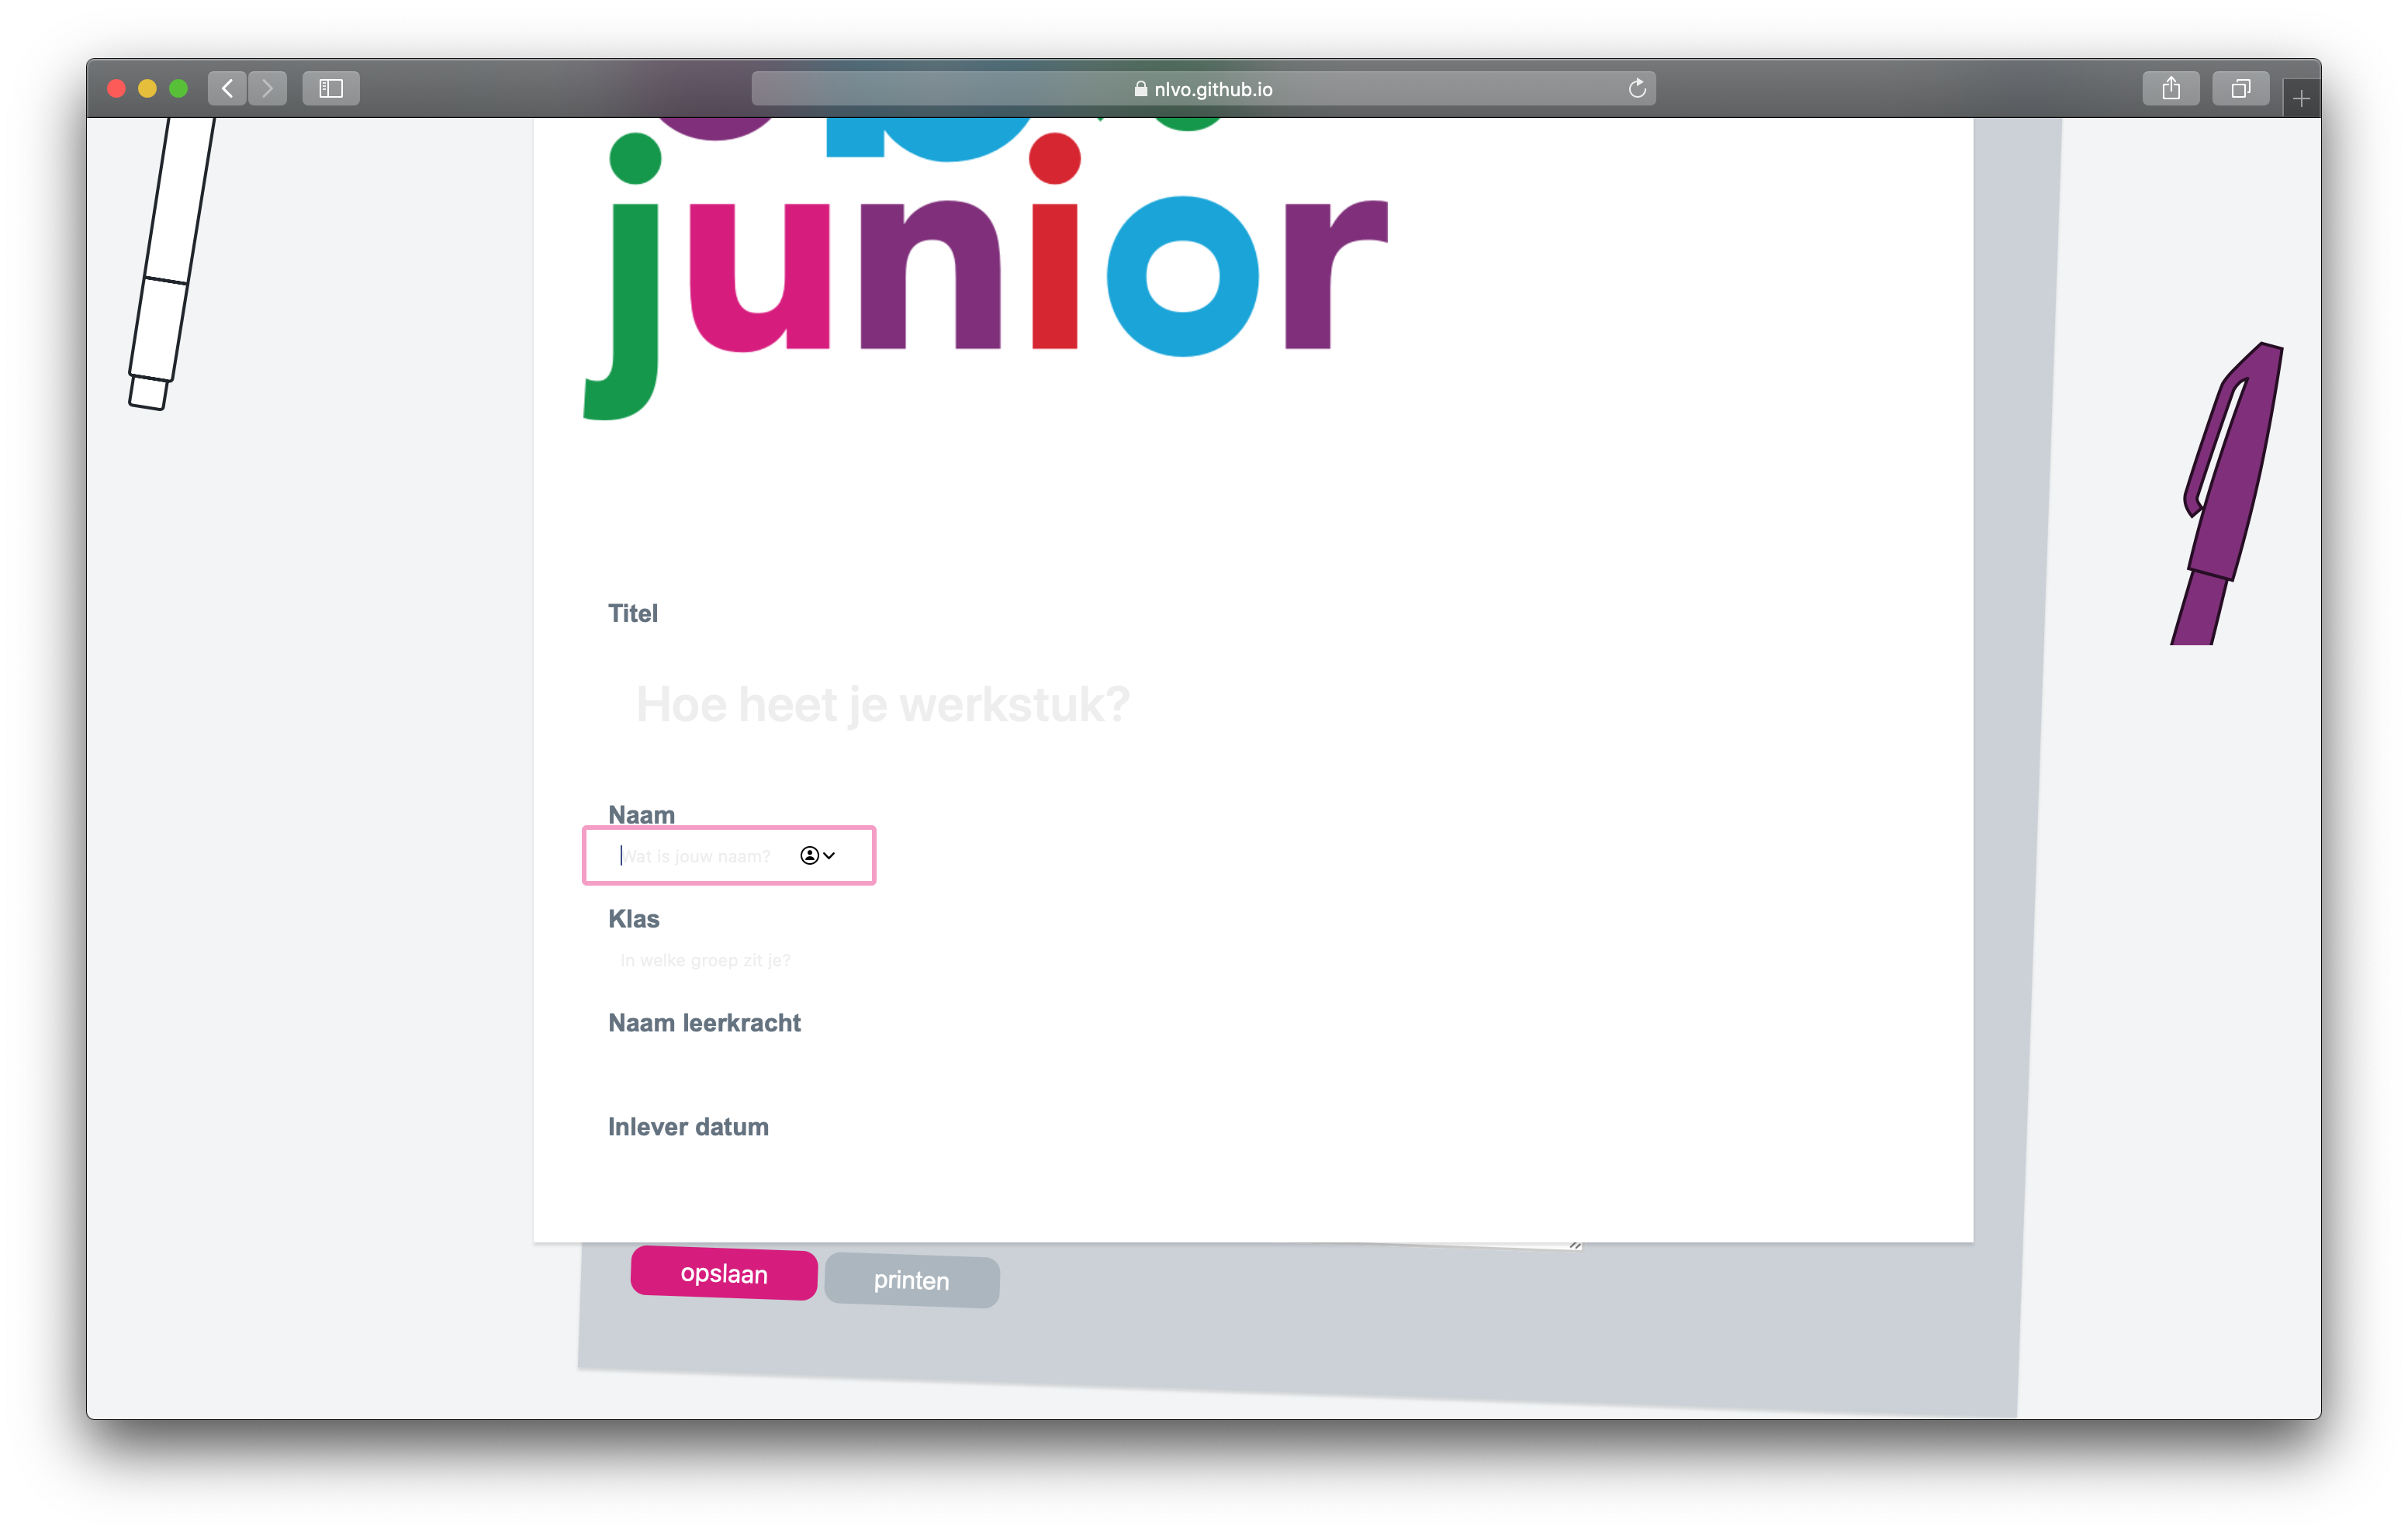 nlvo.github.io
junior
Titel
Hoe heet je werkstuk?
Naam
Wat is jouw naam?
Klas
In welke groep zit je?
Naam leerkracht
Inlever datum
opslaan
printen